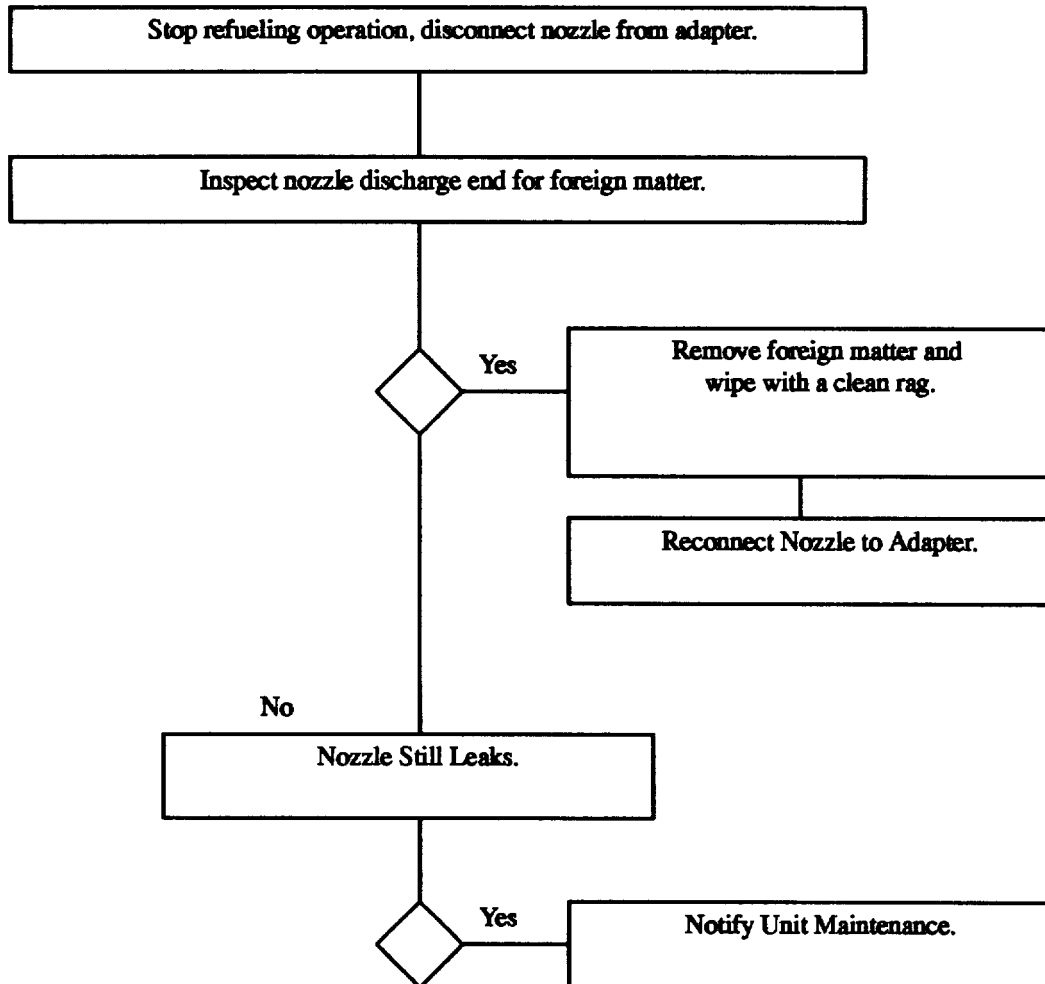 Stop refueling operation, disconnect nozzle from adapter.
Inspect nozzle discharge end for foreign matter.
Yes
Remove foreign matter and
wipe with a clean rag.
Reconnect Nozzle to Adapter.
No
Nozzle Still Leaks.
Yes
Notify Unit Maintenance.